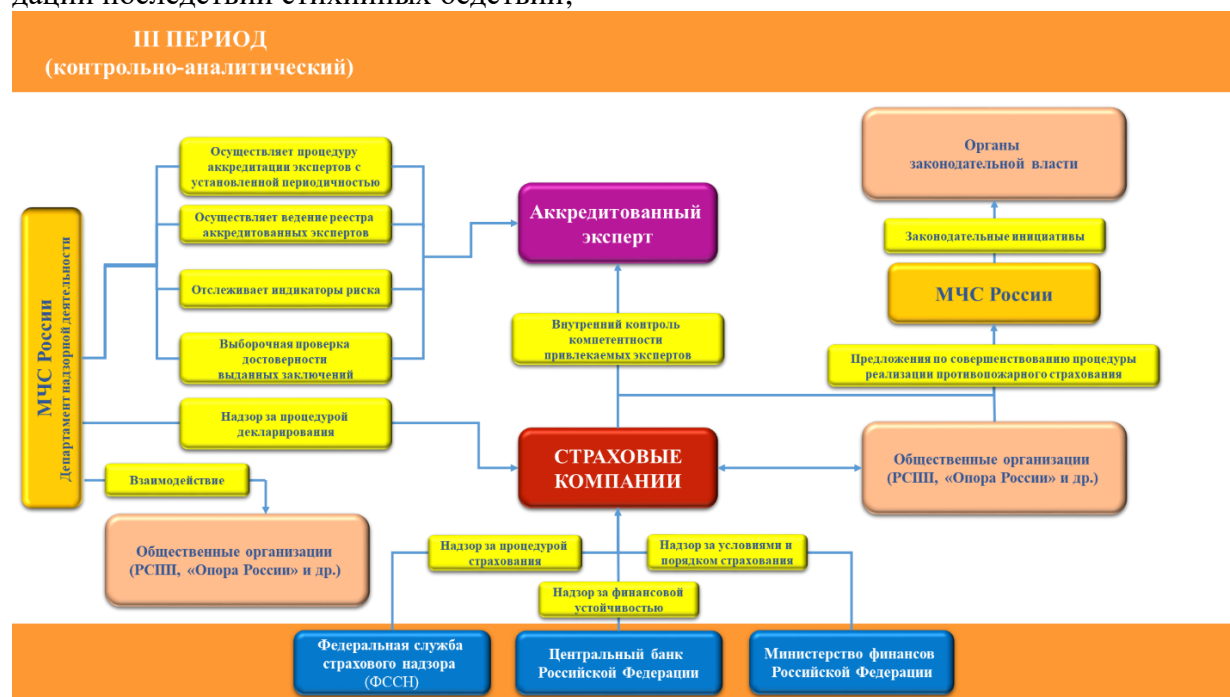 дации последствий стихийных бедствий;
III ПЕРИОД
(контрольно-аналитический)
Осуществляет процедуру
аккредитации экспертов с
установленной периодичностью
Осуществляет ведение реестра
аккредитованных экспертов
Отслеживает индикаторы риска
Выборочная проверка
достоверности
выданных заключений
Надзор за процедурой
декларирования
МЧС России
Департамент надзорной деятельности
Взаимодействие
Общественные организации
(РСПП, «Опора России» и др.)
Аккредитованный
эксперт
Внутренний контроль
компетентности
привлекаемых экспертов
СТРАХОВЫЕ
КОМПАНИИ
Органы
законодательной власти
Законодательные инициативы
МЧС России
Предложения по совершенствованию процедуры
реализации противопожарного страхования
Общественные организации
(РСПП, «Опора России» и др.)
Надзор за процедурой
страхования
Надзор за условиями и
порядком страхования
Надзор за финансовой
устойчивостью
Федеральная служба
страхового надзора
(ФССН)
Центральный банк
Российской Федерации
Министерство финансов
Российской Федерации